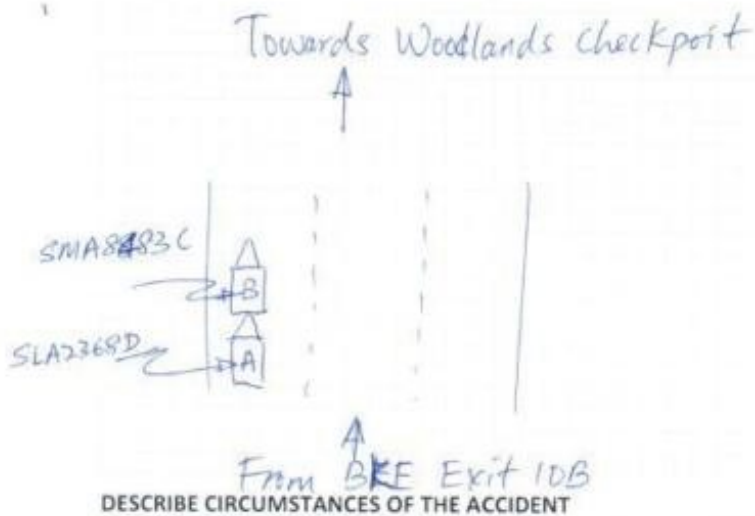 Towards Woodlands Checkpoit
SMA8483C
B
SLA2368D
A
From BKE Exit 10B
DESCRIBE CIRCUMSTANCES OF THE ACCIDENT